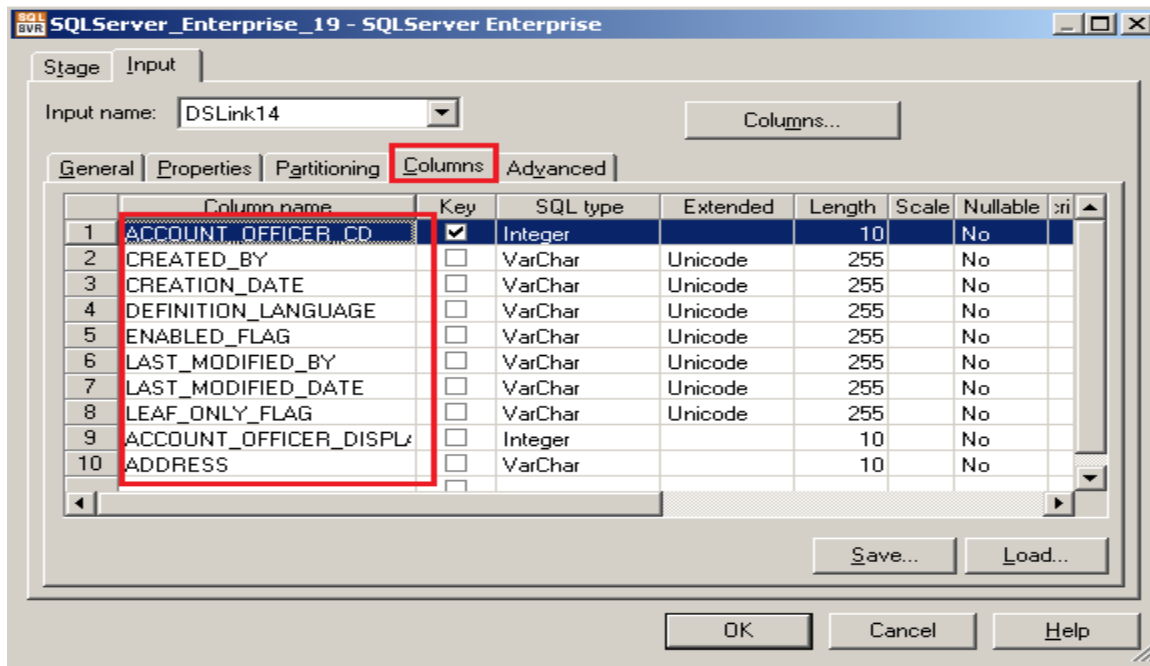 SQL SVR SQLServer_Enterprise_19 - SQLServer Enterprise
Stage Input
Input name: DSLink14 Columns...
General Properties Partitioning Columns Advanced
Column name Key SQL type Extended Length Scale Nullable :ri
1 ACCOUNT_OFFICER_CD Integer 10 No
2 CREATED_BY VarChar Unicode 255 No
3 CREATION_DATE VarChar Unicode 255 No
4 DEFINITION_LANGUAGE VarChar Unicode 255 No
5 ENABLED_FLAG VarChar Unicode 255 No
6 LAST_MODIFIED_BY VarChar Unicode 255 No
7 LAST_MODIFIED_DATE VarChar Unicode 255 No
8 LEAF_ONLY_FLAG VarChar Unicode 255 No
9 ACCOUNT_OFFICER_DISPLA Integer 10 No
10 ADDRESS VarChar 10 No
Save... Load...
OK Cancel Help